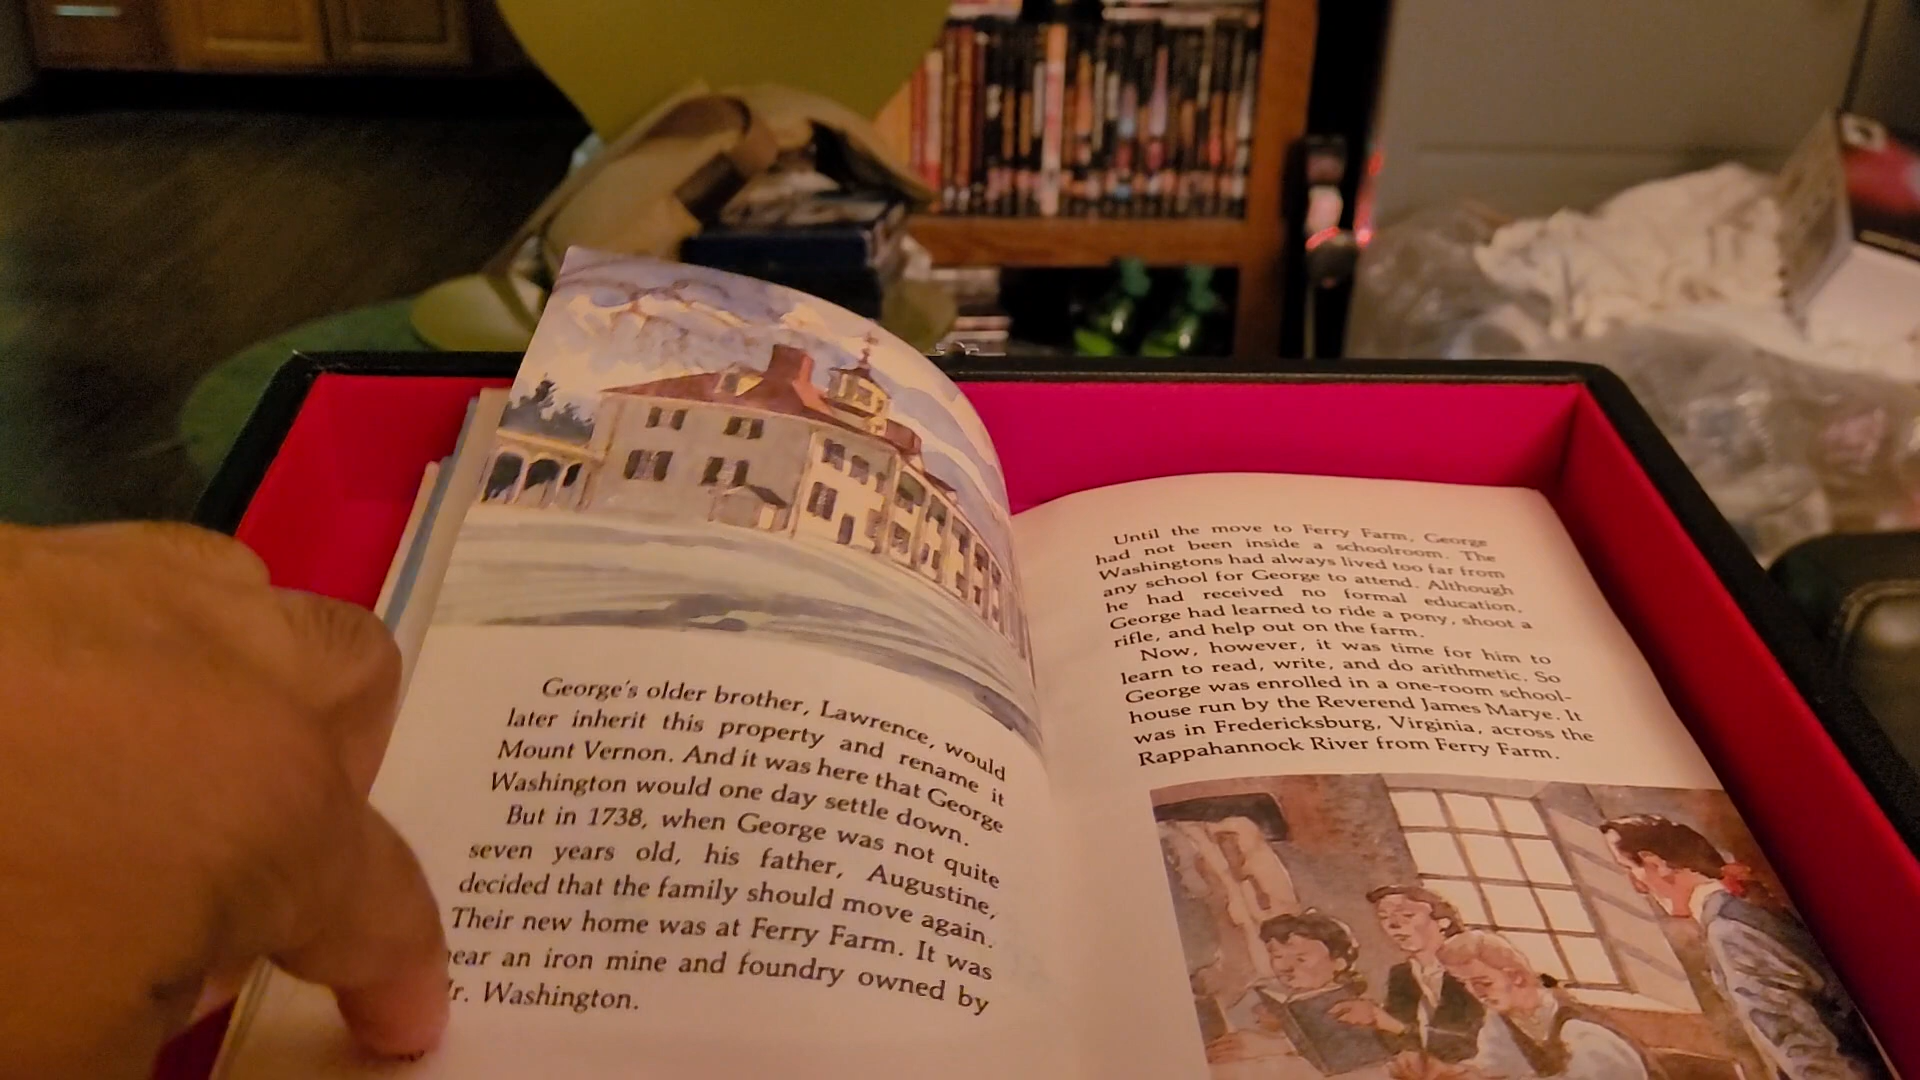 George's older brother, Lawrence, would
later inherit this property and rename it
Mount Vernon. And it was here that George
Washington would one day settle down.
But in 1738, when George was not quite
seven years old, his father, Augustine,
decided that the family should move again.
Their new home was at Ferry Farm. It was
near an iron mine and foundry owned by
Mr. Washington.
Until the move to Ferry Farm, George
had not been inside a schoolroom. The
Washingtons had always lived too far from
any school for George to attend. Although
he had received no formal education,
George had learned to ride a pony, shoot a
rifle, and help out on the farm.
Now, however, it was time for him to
learn to read, write, and do arithmetic. So
George was enrolled in a one-room school-
house run by the Reverend James Marye. It
was in Fredericksburg, Virginia, across the
Rappahannock River from Ferry Farm.